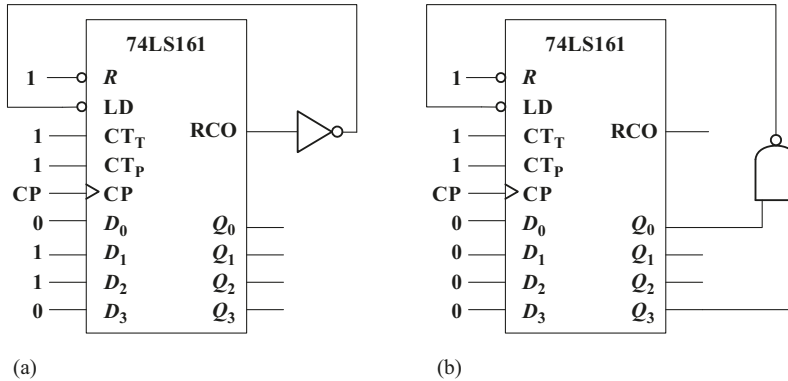 74LS161 74LS161
1 R 1 R
LD LD
1 CT_T RCO 1 CT_T RCO
1 CT_P 1 CT_P
CP CP CP CP
0 D_0 Q_0 0 D_0 Q_0
1 D_1 Q_1 0 D_1 Q_1
1 D_2 Q_2 0 D_2 Q_2
0 D_3 Q_3 0 D_3 Q_3
(a) (b)